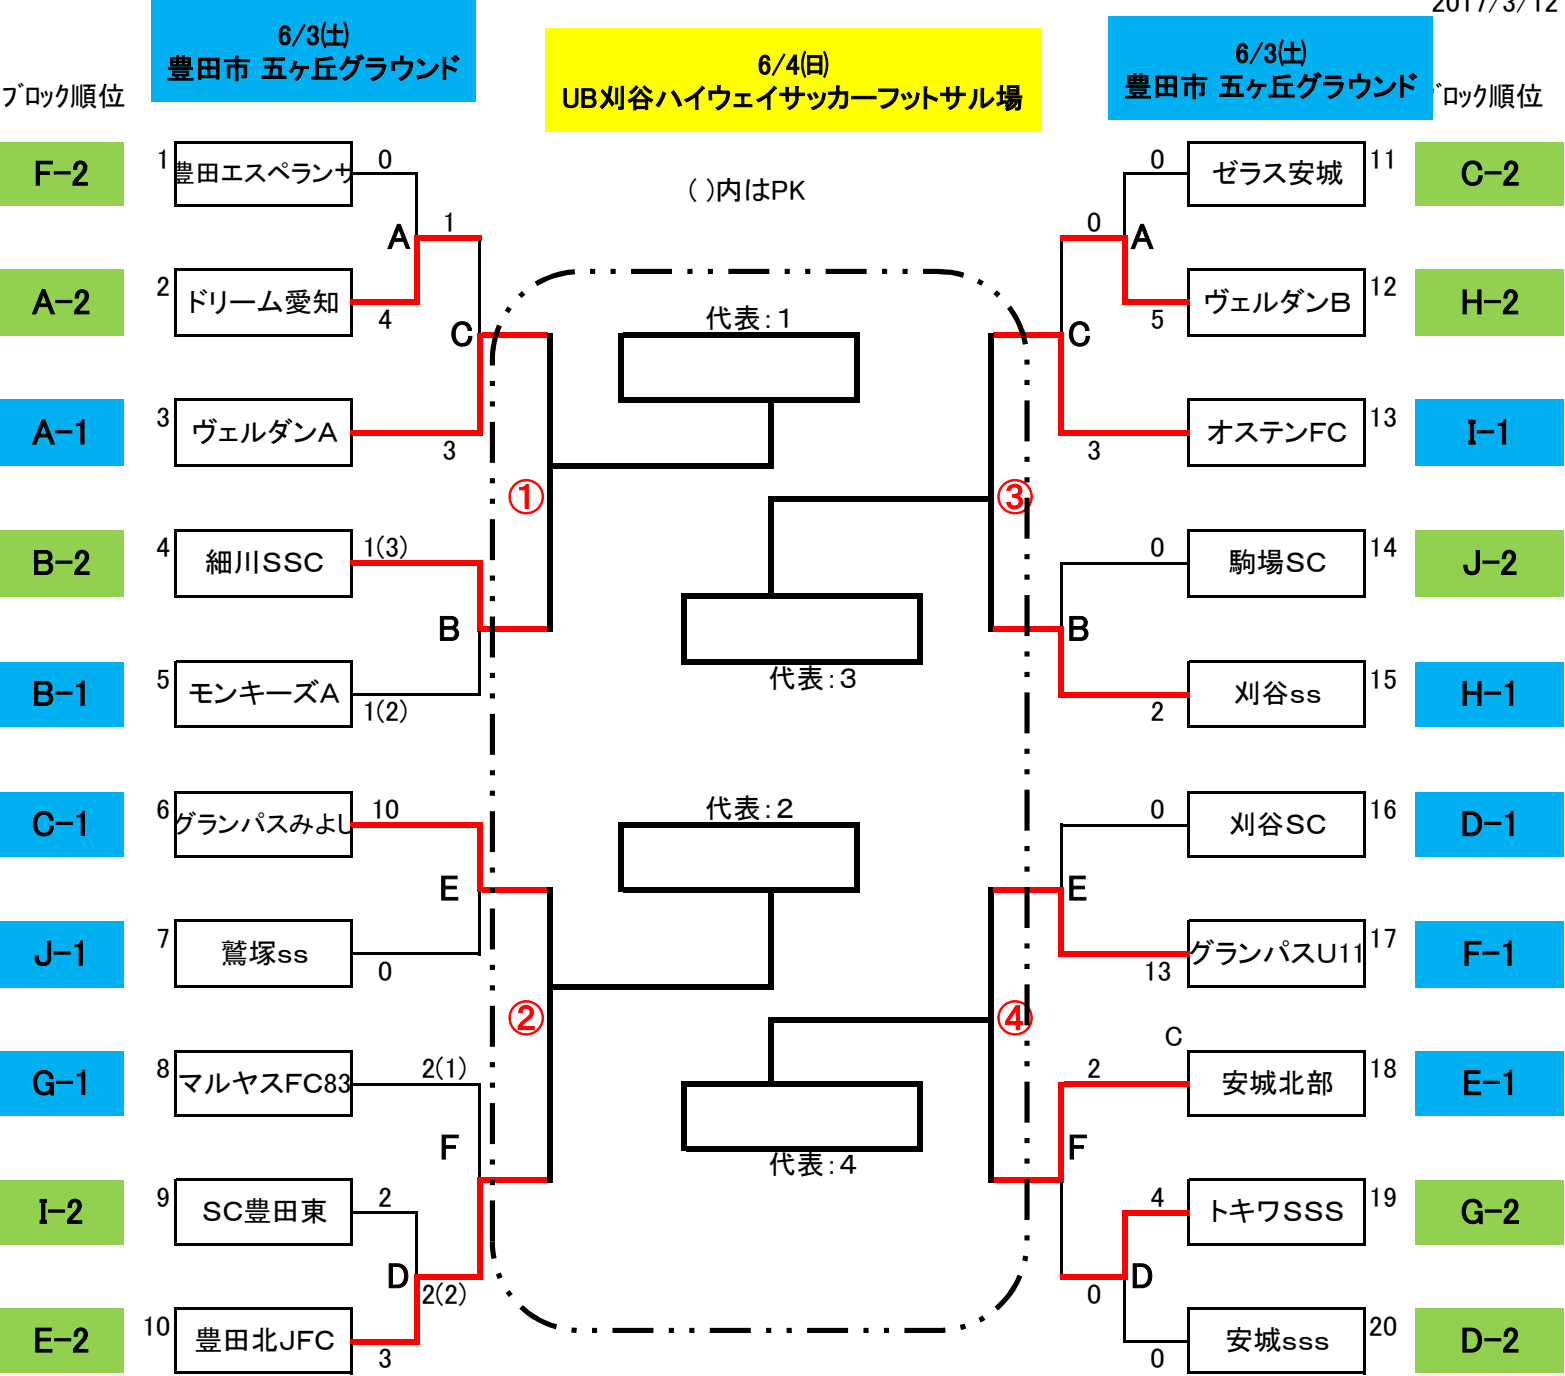 2017/3/12
6/3(土)
豊田市 五ヶ丘グラウンド
6/4(日)
UB刈谷ハイウェイサッカーフットサル場
6/3(土)
豊田市 五ヶ丘グラウンド
ブロック順位
ブロック順位
( )内はPK
F-2
1
豊田エスペランサ
0
A
1
A-2
2
ドリーム愛知
4
C
A-1
3
ヴェルダンA
3
①
B-2
4
細川SSC
1(3)
B
B-1
5
モンキーズA
1(2)
C-1
6
グランパスみよし
10
E
J-1
7
鷲塚ss
0
②
G-1
8
マルヤスFC83
2(1)
F
I-2
9
SC豊田東
2
D
2(2)
E-2
10
豊田北JFC
3
代表:1
代表:3
代表:2
代表:4
0
ゼラス安城
11
C-2
0
A
ヴェルダンB
12
H-2
5
C
オステンFC
13
I-1
3
③
0
駒場SC
14
J-2
B
刈谷ss
15
H-1
2
0
刈谷SC
16
D-1
E
グランパスU11
17
F-1
13
④
C
2
安城北部
18
E-1
F
4
トキワSSS
19
G-2
D
0
安城sss
20
D-2
0